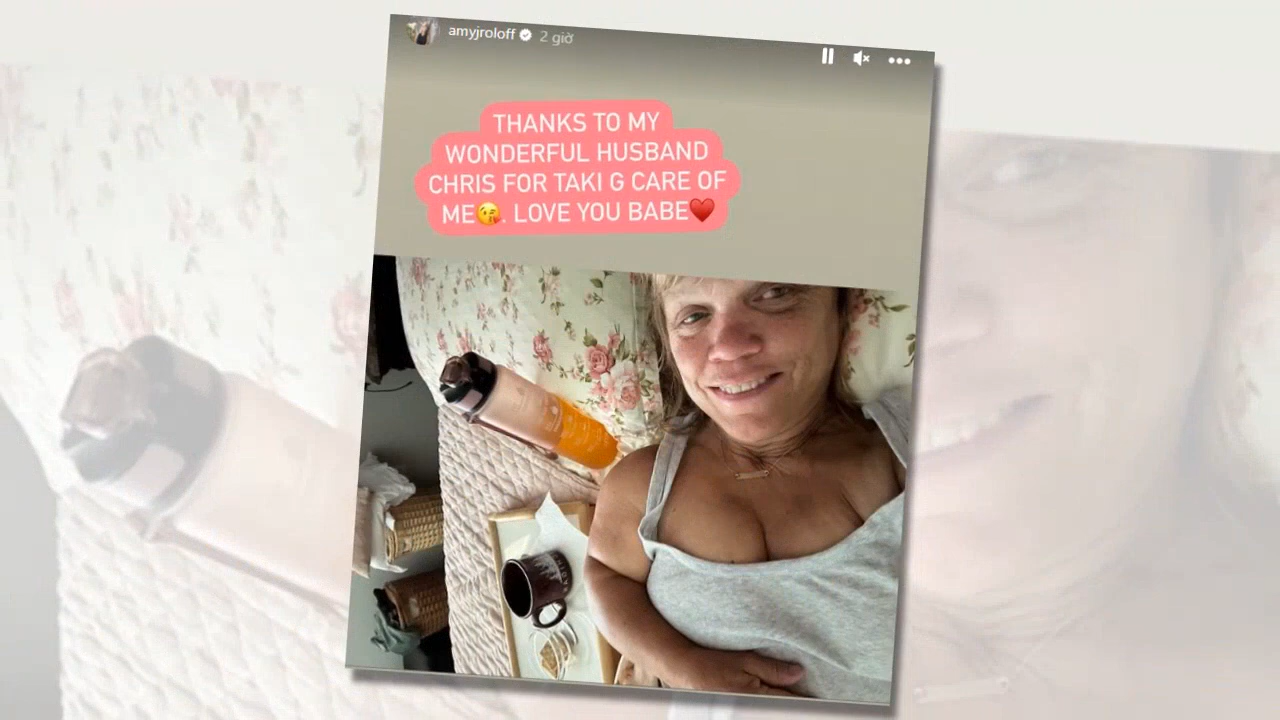 amyjroloff 2 giờ
THANKS TO MY
WONDERFUL HUSBAND
CHRIS FOR TAKI G CARE OF
ME😘. LOVE YOU BABE♥️